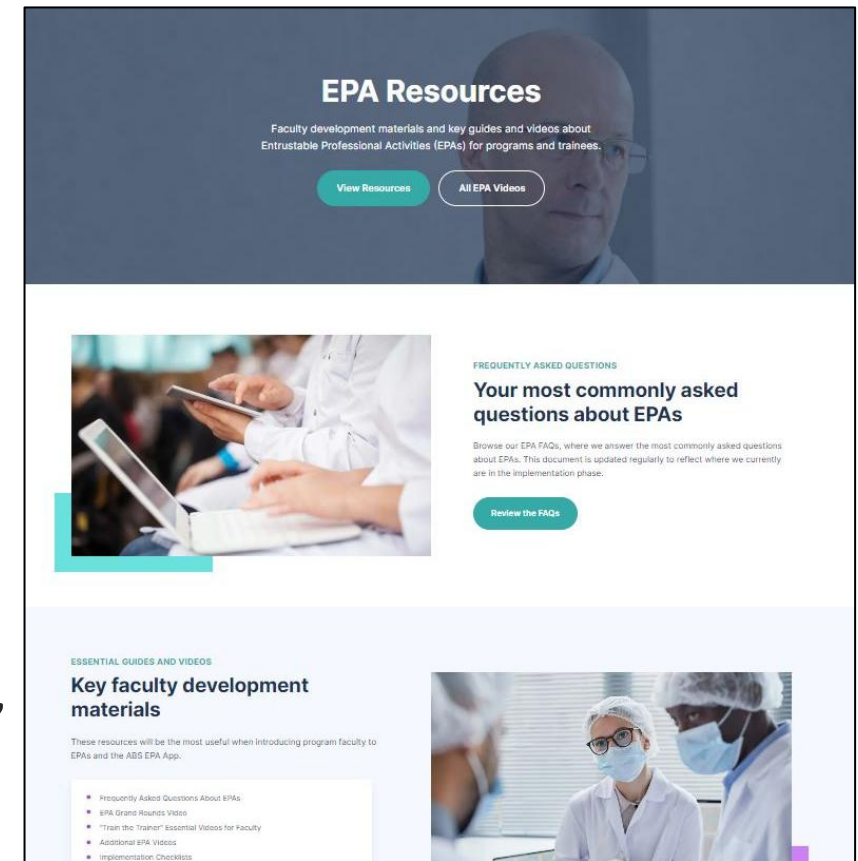 EPA Resources
Faculty development materials and key guides and videos about
Entrustable Professional Activities (EPAs) for programs and trainees.
View Resources
All EPA Videos
FREQUENTLY ASKED QUESTIONS
Your most commonly asked
questions about EPAs
Browse our EPA FAQs, where we answer the most commonly asked questions
about EPAs. This document is updated regularly to reflect where we currently
are in the implementation phase.
Review the FAQs
ESSENTIAL GUIDES AND VIDEOS
Key faculty development
materials
,
These resources will be the most useful when introducing program faculty to
EPAs and the ABS EPA App.
Frequently Asked Questions About EPAs
EPA Grand Rounds Video
"Train the Trainer" Essential Videos for Faculty
Additional EPA Videos
Implementation Checklists